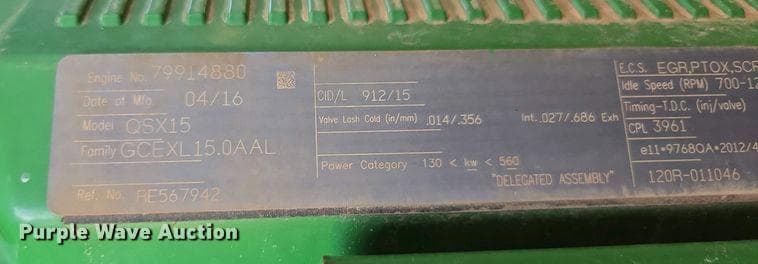 Engine No. 79914880
Date of Mfg. 04/16
Model QSX15
Family GCEXL15.0AAL
Ref. No. RE567942
CID/L 912/15
Valve Lash Cold (in/mm) .014/.356 Int. .027/.686 Exh
Power Category 130 < kw < 560
"DELEGATED ASSEMBLY"
E.C.S. EGR,PTOX,SCR
Idle Speed (RPM) 700-12
Timing-T.D.C. (inj/valve)
CPL 3961
e11*9768QA*2012/4
120R-011046
Purple Wave Auction